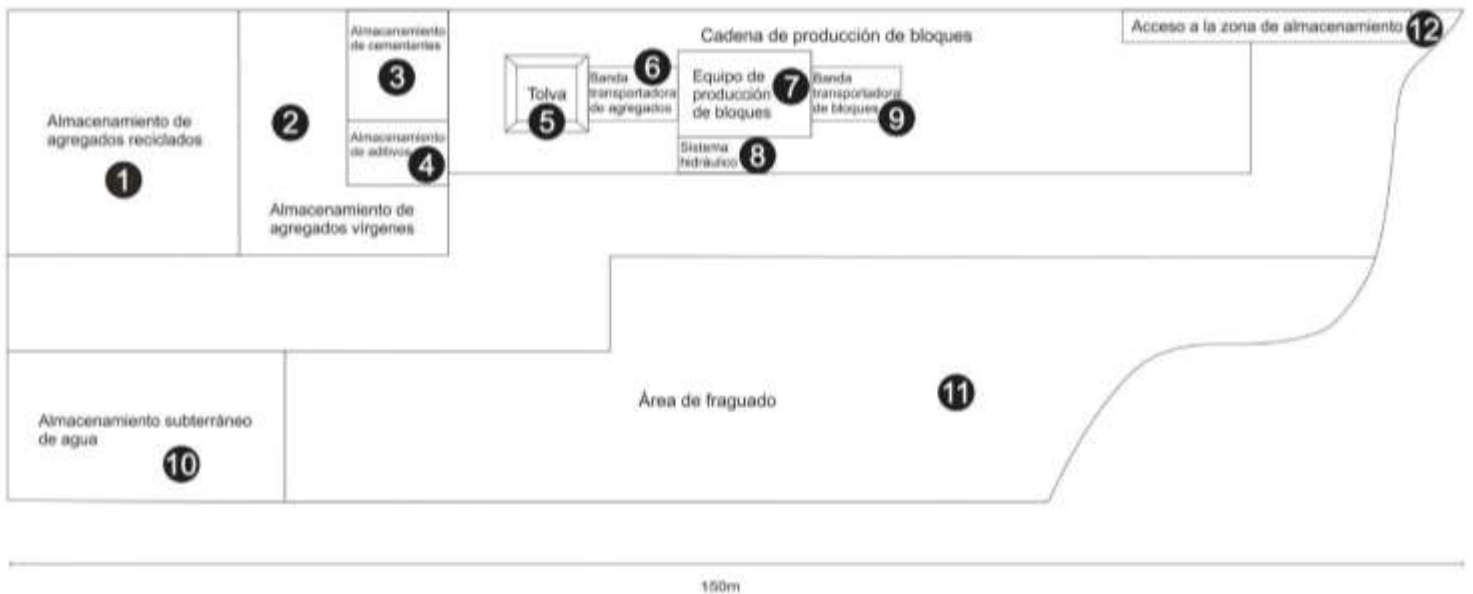 Almacenamiento de
agregados reciclados
1
2
Almacenamiento de
agregados vírgenes
Almacenamiento
de cementantes
3
Almacenamiento
de aditivos
4
Cadena de producción de bloques
Tolva
5
6
Banda
transportadora
de agregados
Equipo de
producción
de bloques
7
Sistema
hidráulico
8
Banda
transportadora
de bloques
9
Acceso a la zona de almacenamiento
12
Almacenamiento subterráneo
de agua
10
Área de fraguado
11
150m